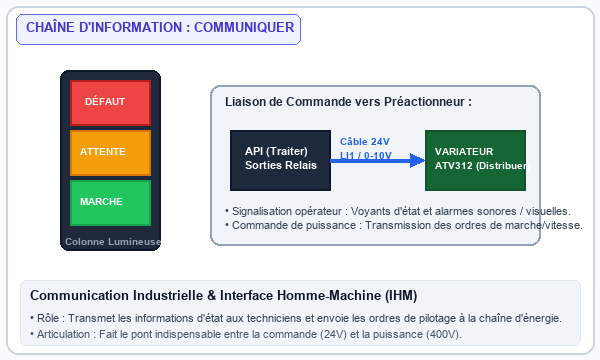 CHAÎNE D'INFORMATION : COMMUNIQUER
DÉFAUT
ATTENTE
MARCHE
Colonne Lumineuse
Liaison de Commande vers Préactionneur :
API (Traiter)
Sorties Relais
Câble 24V
LI1 / 0-10V
VARIATEUR
ATV312 (Distribuer
• Signalisation opérateur : Voyants d'état et alarmes sonores / visuelles.
• Commande de puissance : Transmission des ordres de marche/vitesse.
Communication Industrielle & Interface Homme-Machine (IHM)
• Rôle : Transmet les informations d'état aux techniciens et envoie les ordres de pilotage à la chaîne d'énergie.
• Articulation : Fait le pont indispensable entre la commande (24V) et la puissance (400V).